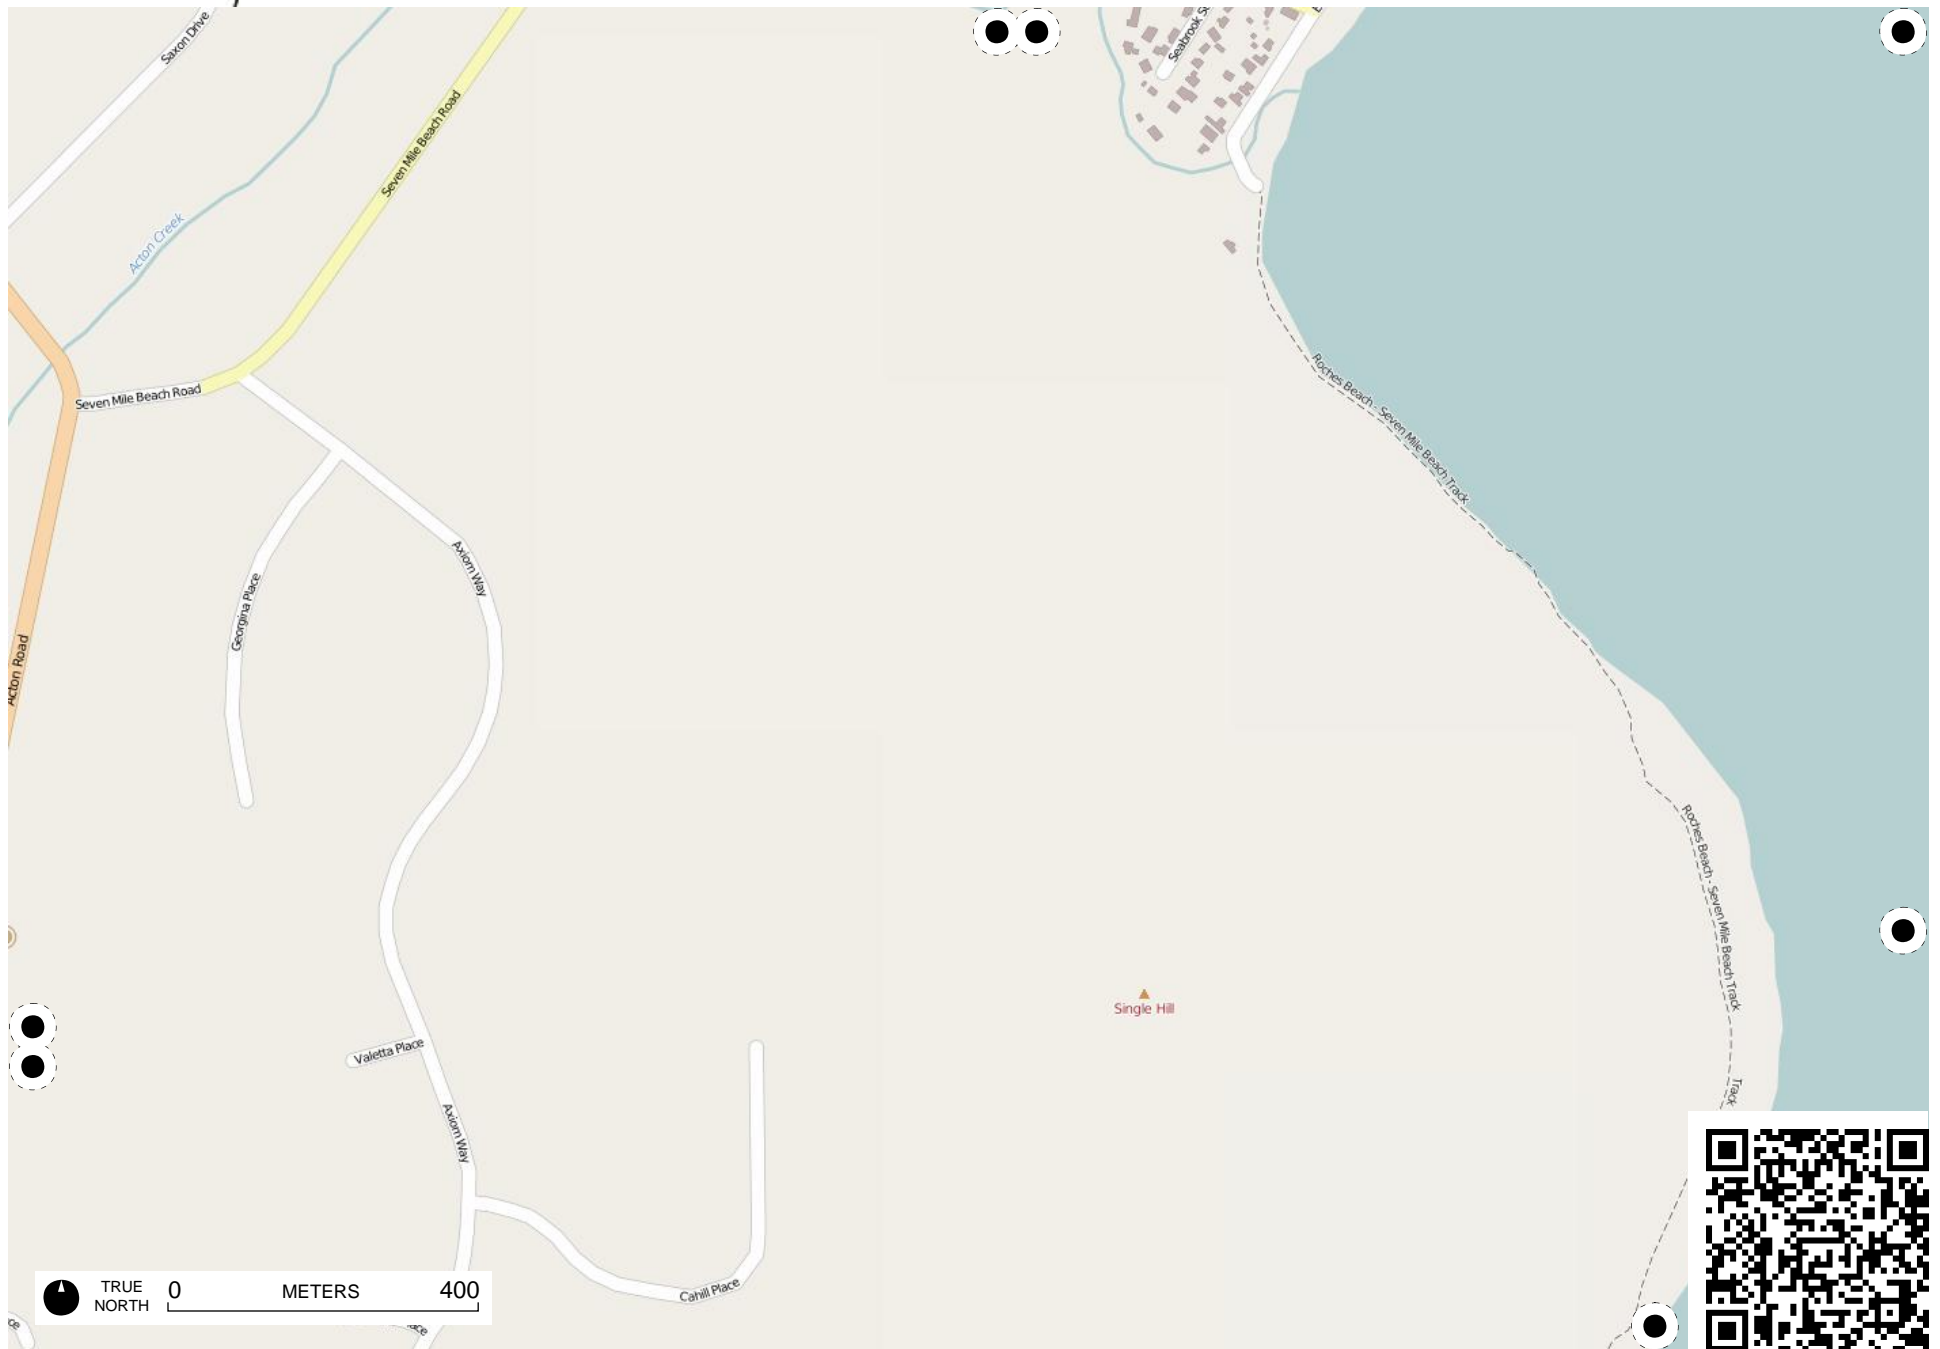 Saxon Drive
Seven Mile Beach Road
Acton Creek
Seven Mile Beach Road
Roches Beach - Seven Mile Beach Track
Axiom Way
Georgina Place
Acton Road
Roches Beach - Seven Mile Beach Track
Single Hill
Valetta Place
Track
Axiom Way
Cahill Place
TRUE
NORTH
0 METERS 400